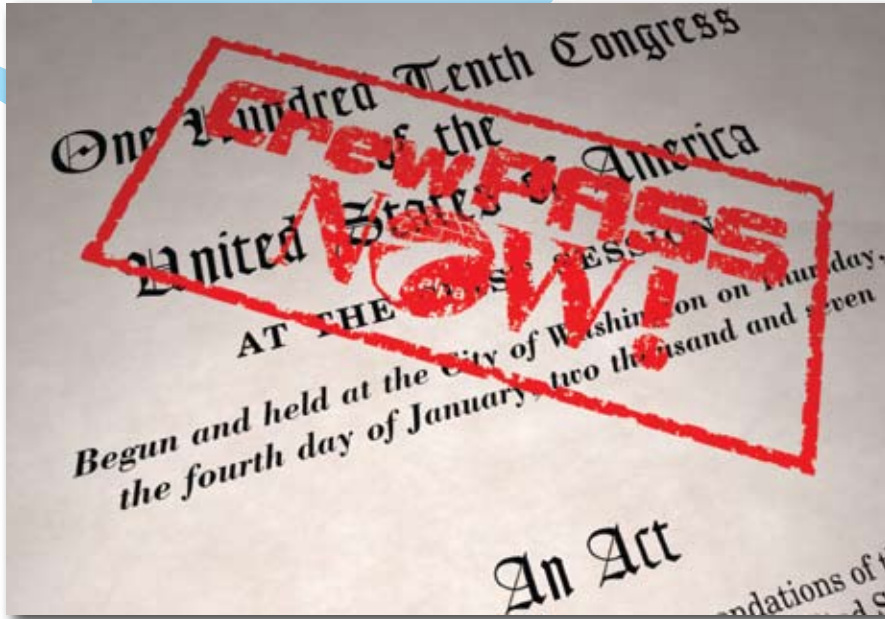 One Hundred Tenth Congress
of the
United States of America
AT THE FIRST SESSION
Begun and held at the City of Washington on Thursday,
the fourth day of January, two thousand and seven
An Act
CrewPASS
NOW!